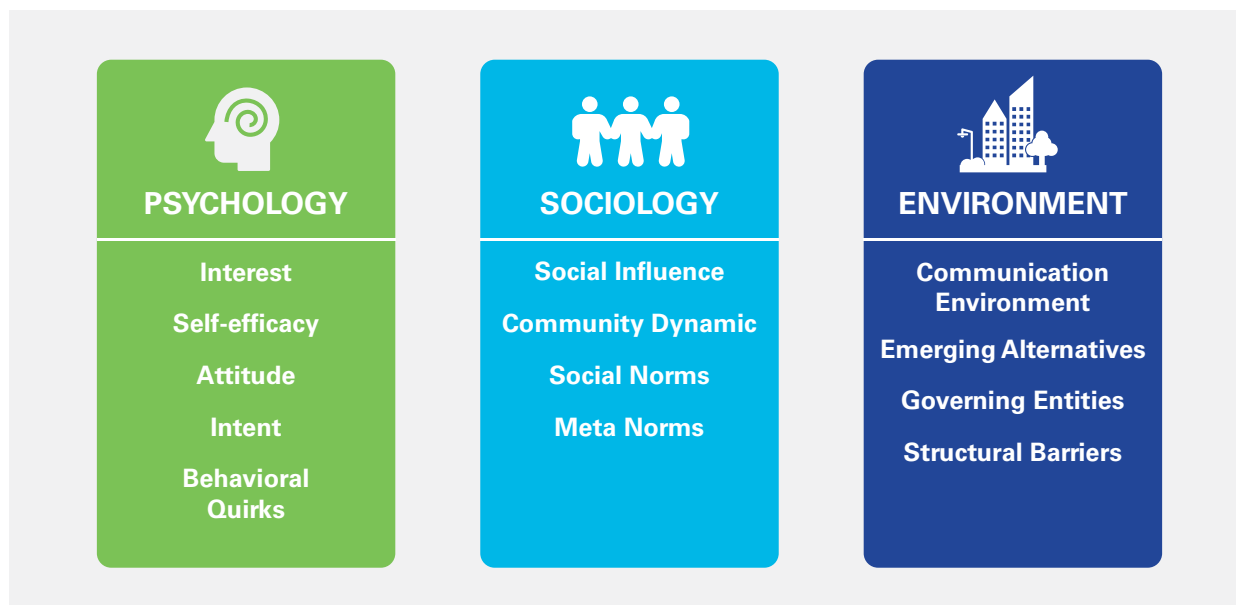 PSYCHOLOGY
Interest
Self-efficacy
Attitude
Intent
Behavioral
Quirks
SOCIOLOGY
Social Influence
Community Dynamic
Social Norms
Meta Norms
ENVIRONMENT
Communication
Environment
Emerging Alternatives
Governing Entities
Structural Barriers